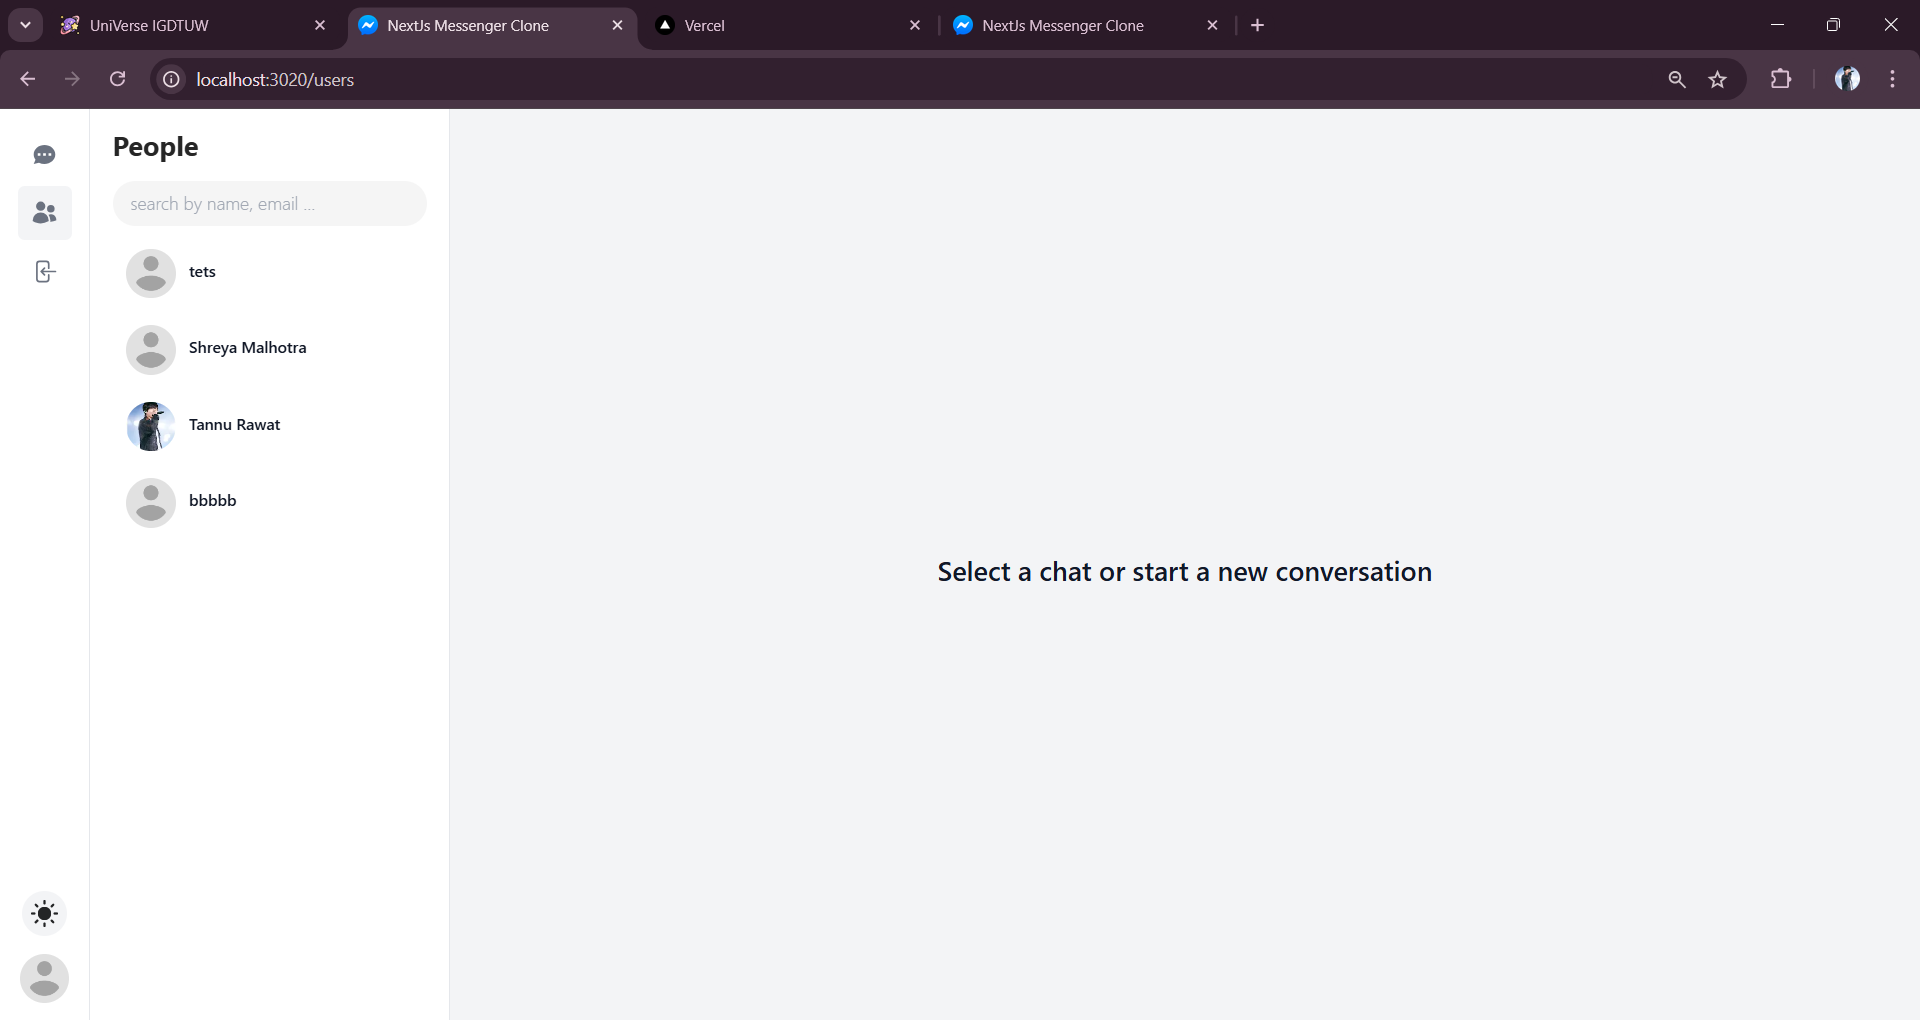 UniVerse IGDTUW
NextJs Messenger Clone
Vercel
NextJs Messenger Clone
localhost:3020/users
People
search by name, email ...
tets
Shreya Malhotra
Tannu Rawat
bbbbb
Select a chat or start a new conversation